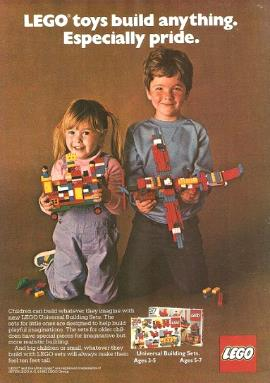 LEGO® toys build anything.
Especially pride.
Children can build whatever they imagine with
new LEGO Universal Building Sets. The
sets for little ones are designed to help build
playful imaginations. The sets for older chil-
dren have special pieces for imaginative but
more realistic building.
And big children or small, whatever they
build with LEGO sets will always make them
feel ten feet tall.
Universal Building Sets.
Ages 3-5 Ages 5-7
LEGO